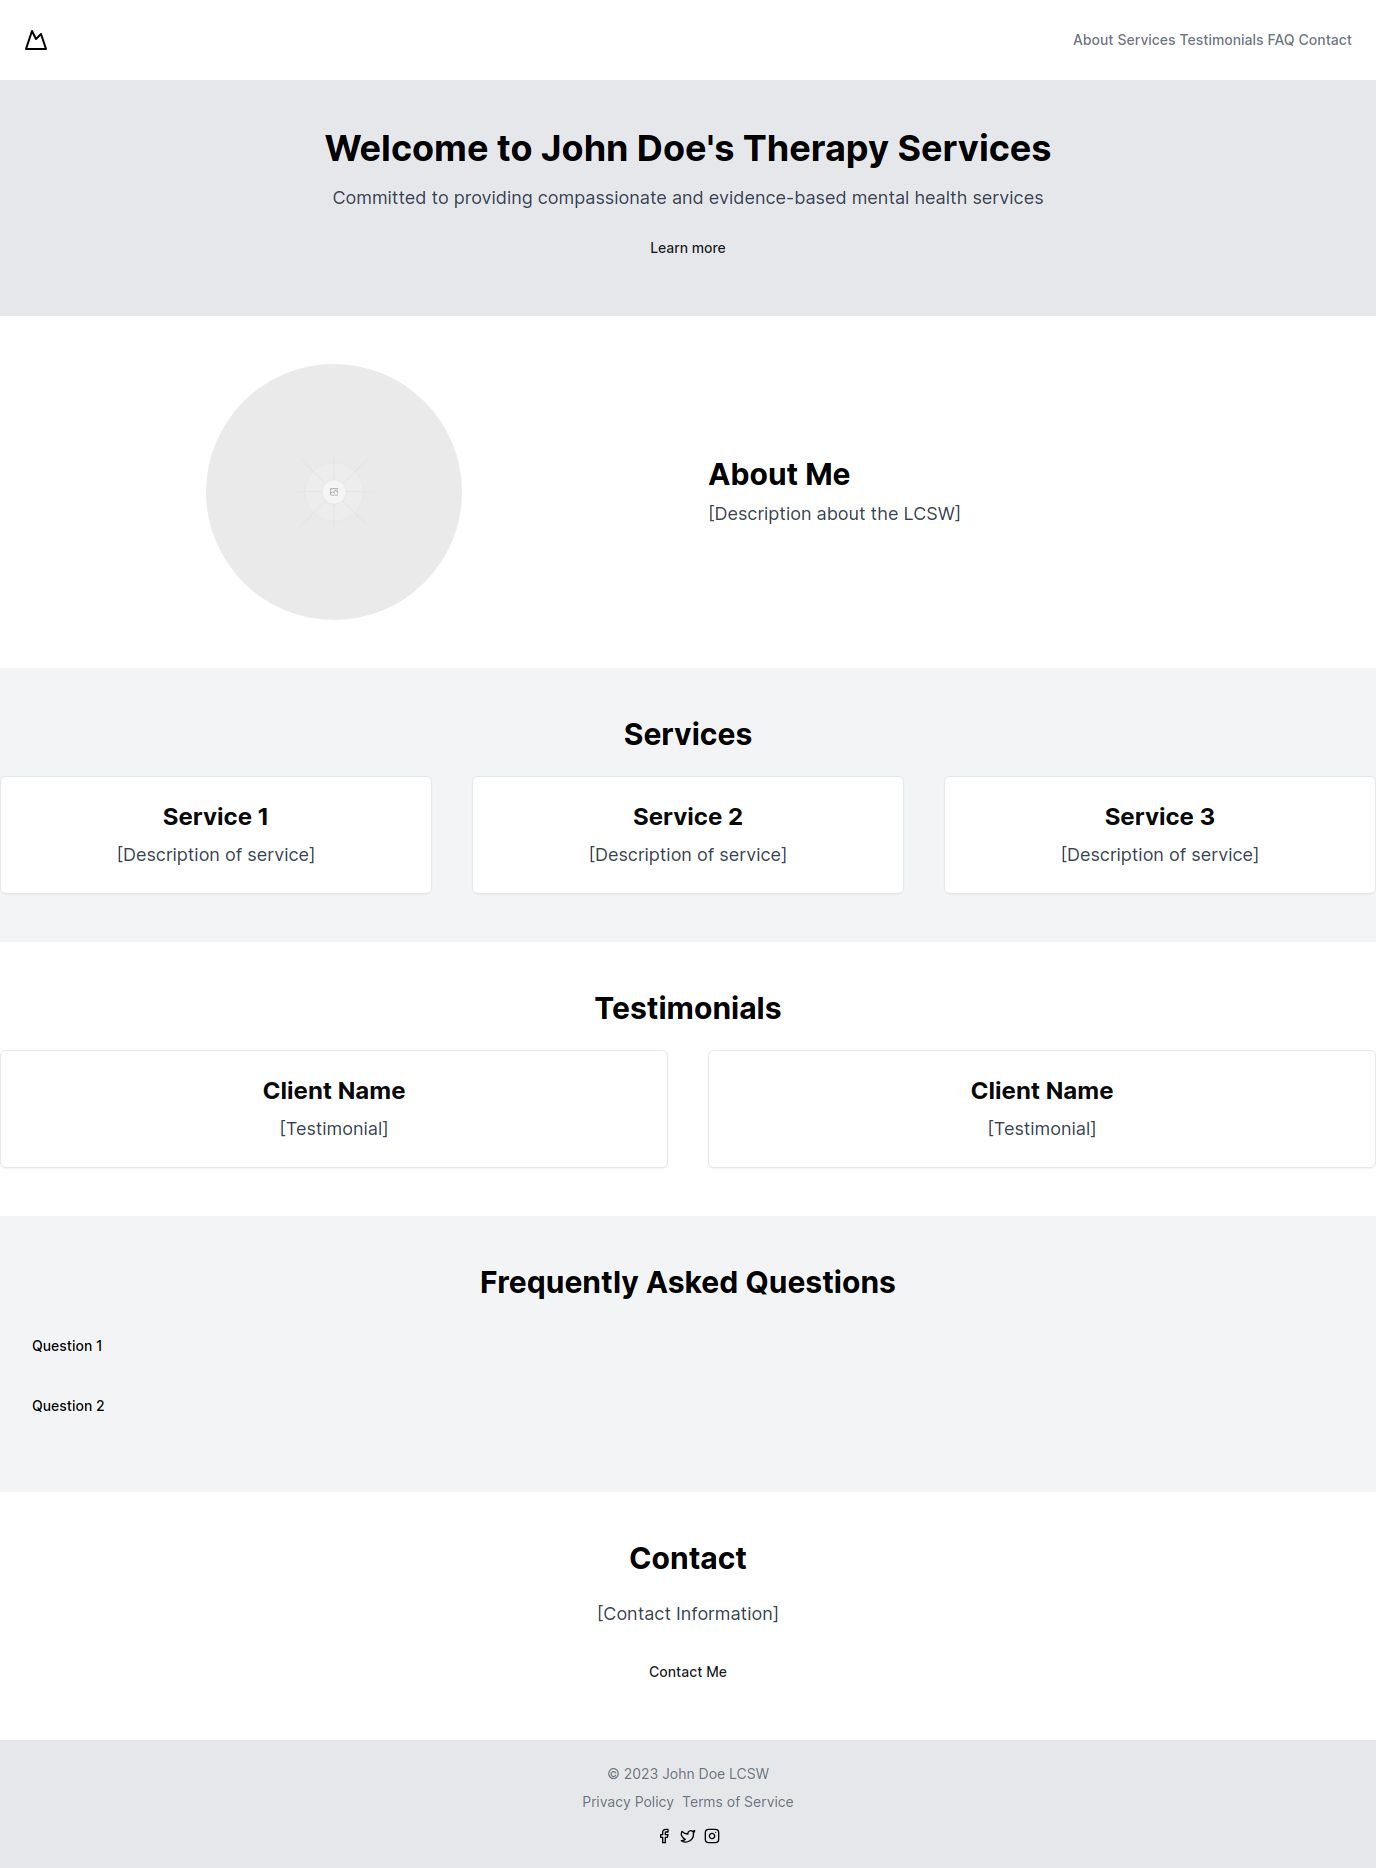 About Services Testimonials FAQ Contact
Welcome to John Doe's Therapy Services
Committed to providing compassionate and evidence-based mental health services
Learn more
About Me
[Description about the LCSW]
Services
Service 1
[Description of service]
Service 2
[Description of service]
Service 3
[Description of service]
Testimonials
Client Name
[Testimonial]
Client Name
[Testimonial]
Frequently Asked Questions
Question 1
Question 2
Contact
[Contact Information]
Contact Me
© 2023 John Doe LCSW
Privacy Policy Terms of Service